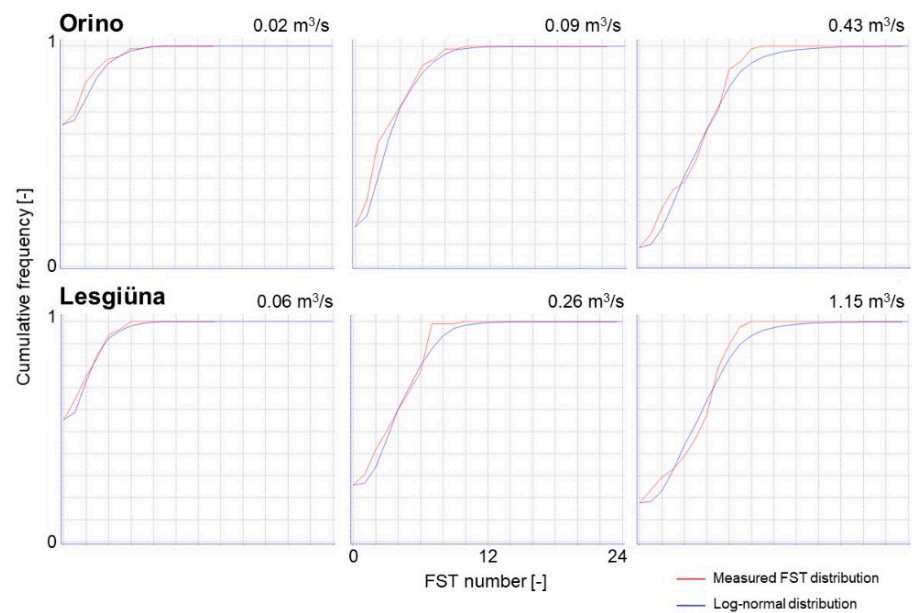 Orino 0.02 m³/s 0.09 m³/s 0.43 m³/s
1
Cumulative frequency [-]
0
Lesgiüna 0.06 m³/s 0.26 m³/s 1.15 m³/s
1
0
0 12 24
FST number [-]
Measured FST distribution
Log-normal distribution